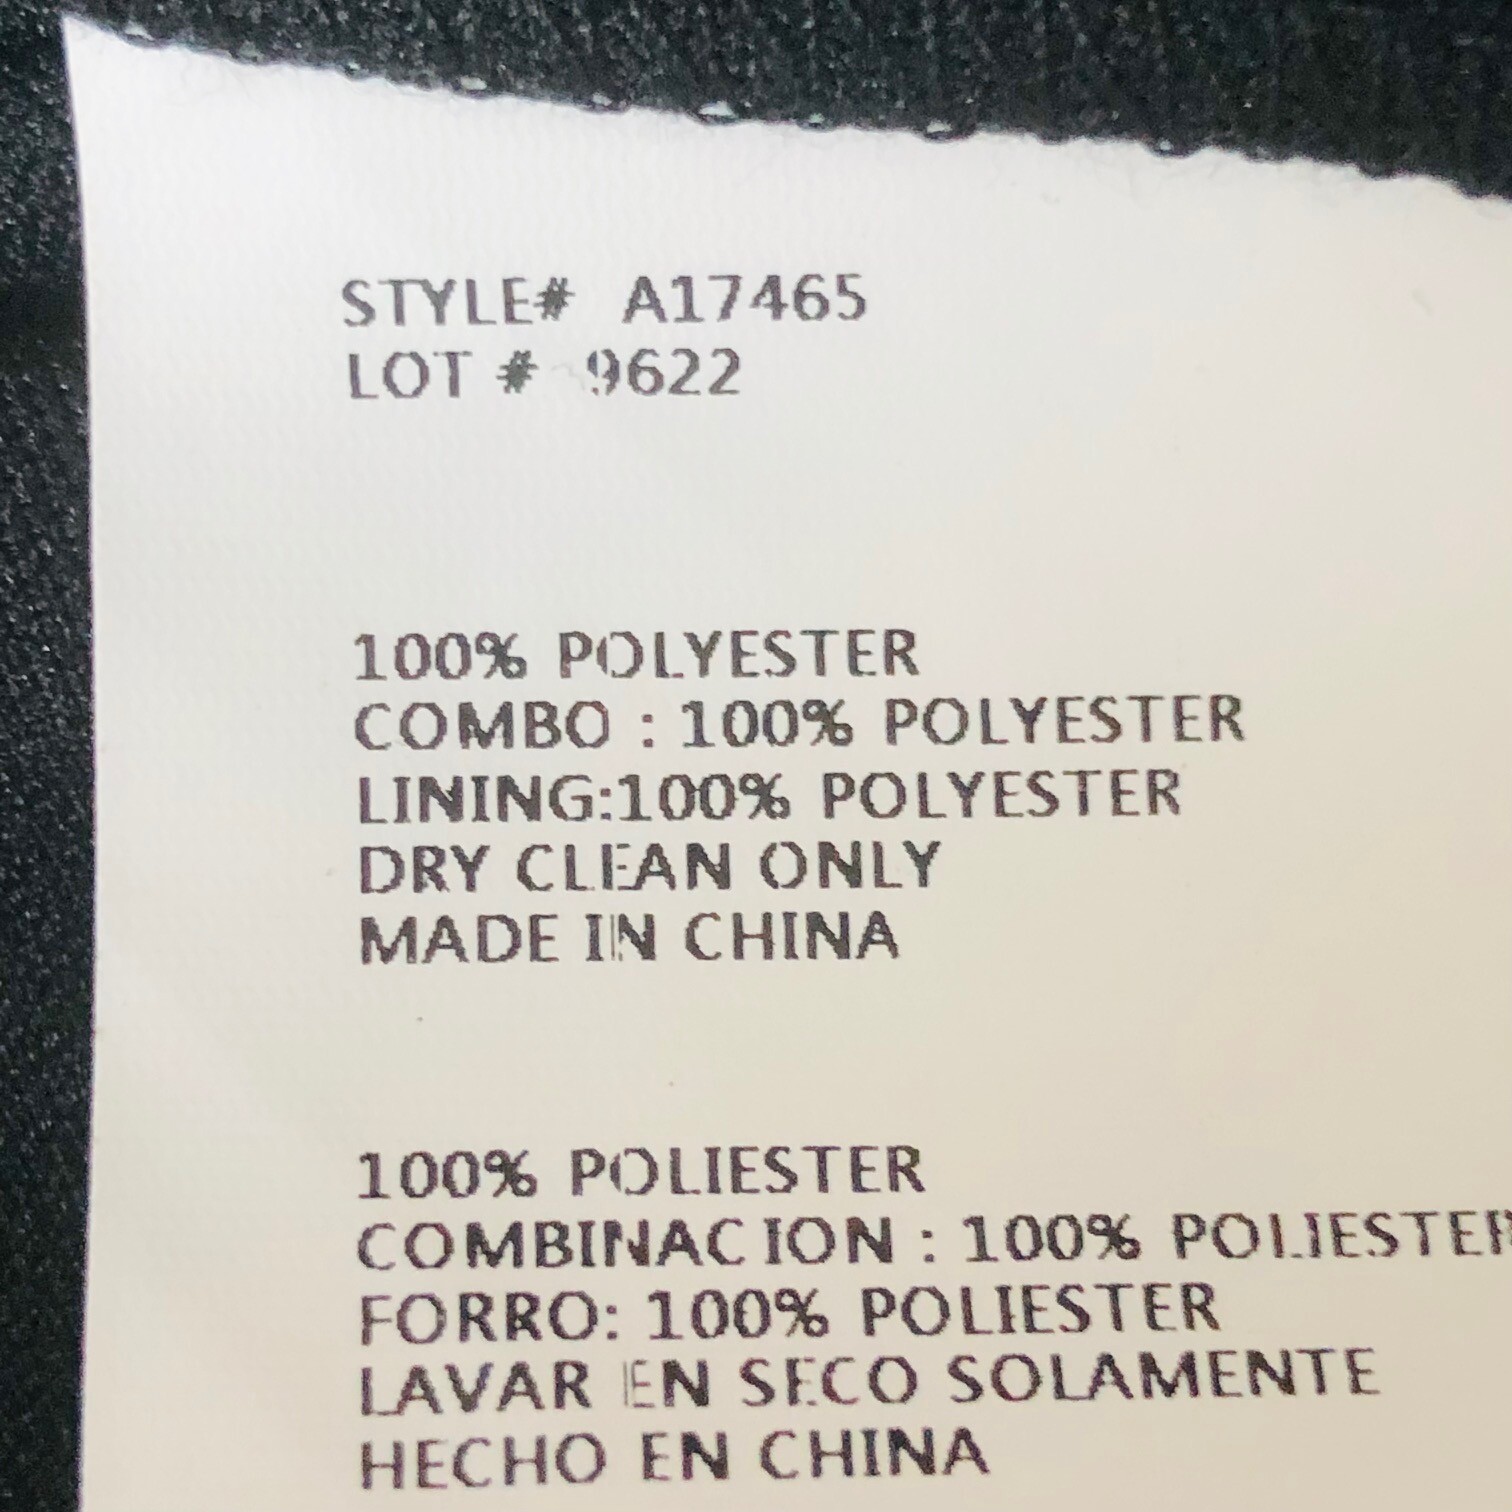 STYLE# A17465
LOT # 9622
100% POLYESTER
COMBO : 100% POLYESTER
LINING:100% POLYESTER
DRY CLEAN ONLY
MADE IN CHINA
100% POLIESTER
COMBINACION : 100% POLIESTER
FORRO: 100% POLIESTER
LAVAR EN SECO SOLAMENTE
HECHO EN CHINA